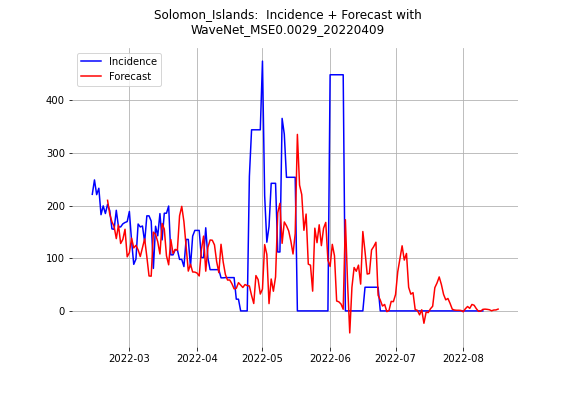 Solomon_Islands:  Incidence + Forecast with
WaveNet_MSE0.0029_20220409
Incidence
Forecast
400
300
200
100
0
2022-03 2022-04 2022-05 2022-06 2022-07 2022-08